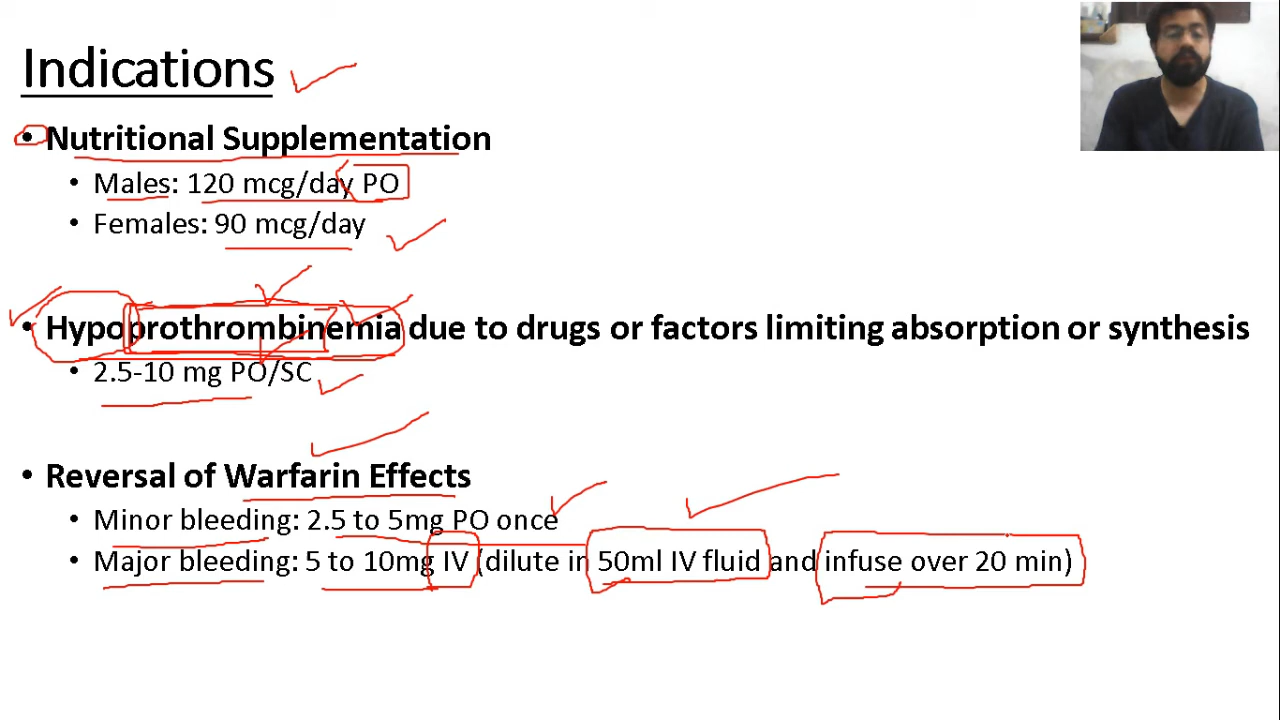 Indications
• Nutritional Supplementation
• Males: 120 mcg/day PO
• Females: 90 mcg/day
• Hypoprothrombinemia due to drugs or factors limiting absorption or synthesis
• 2.5-10 mg PO/SC
• Reversal of Warfarin Effects
• Minor bleeding: 2.5 to 5mg PO once
• Major bleeding: 5 to 10mg IV (dilute in 50ml IV fluid and infuse over 20 min)